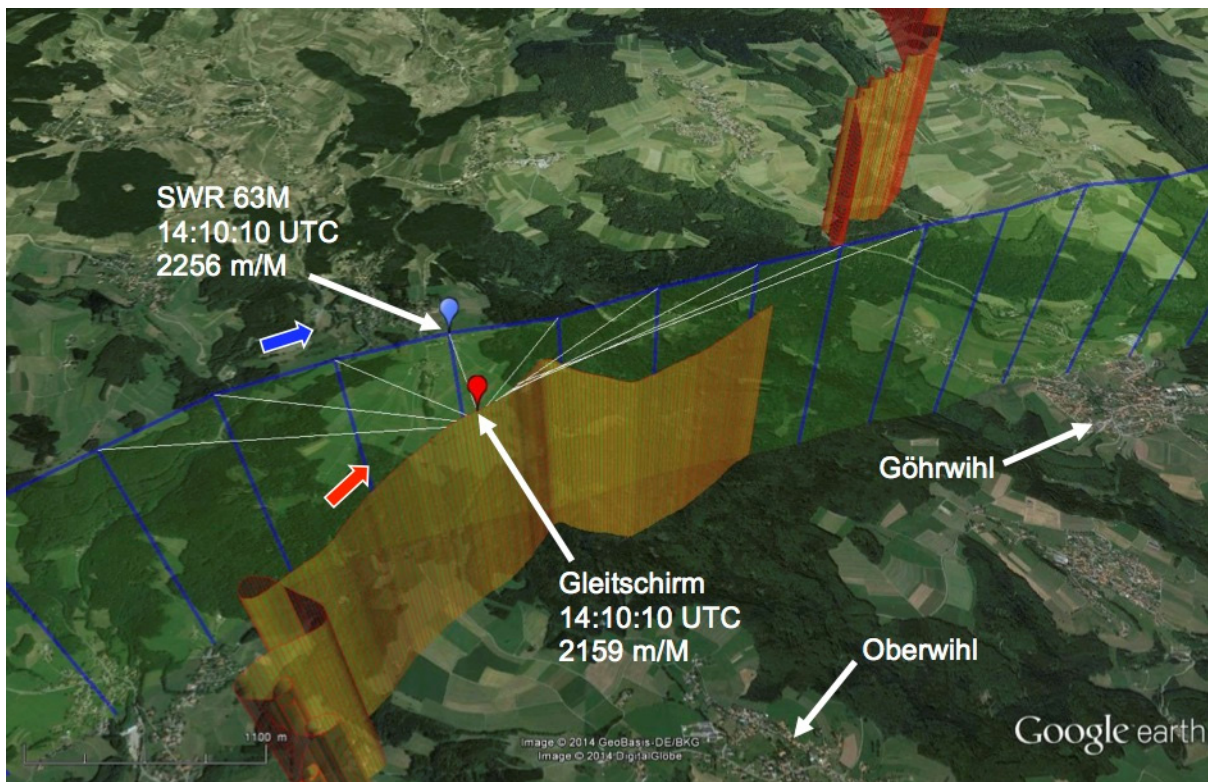 SWR 63M
14:10:10 UTC
2256 m/M
Göhrwihl
Gleitschirm
14:10:10 UTC
2159 m/M
Oberwihl
1100 m
Image © 2014 GeoBasis-DE/BKG
Image © 2014 DigitalGlobe
Google earth